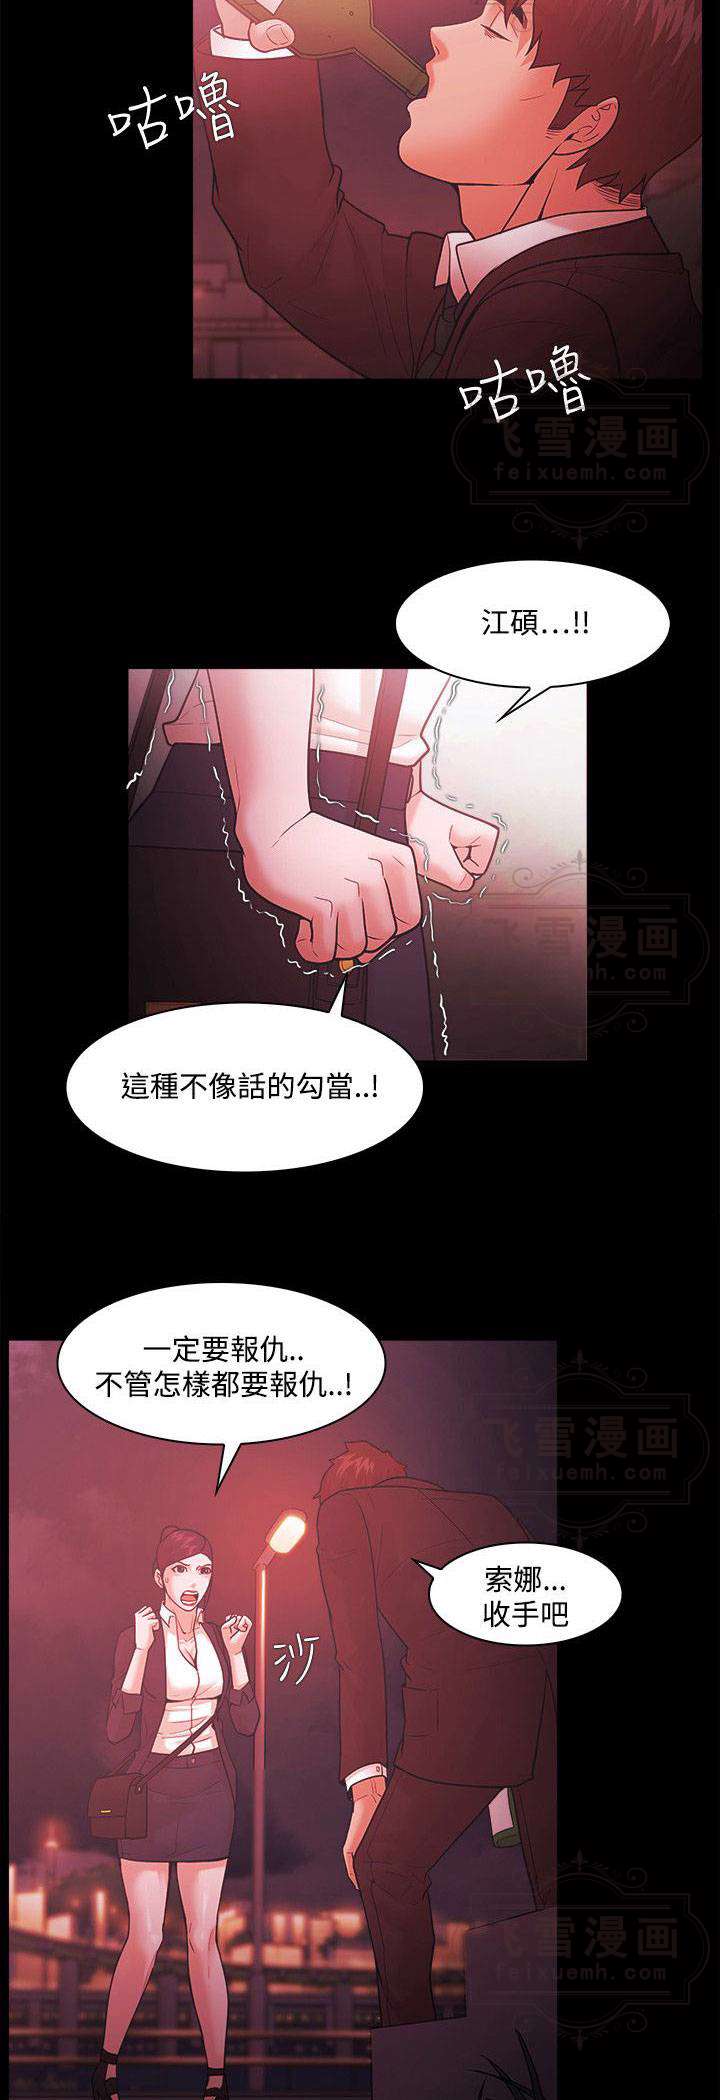 咕嚕
咕嚕
飞雪漫画
feixuemh.com
江碩...!!
飞雪漫画
feixuemh.com
這種不像話的勾當..!
一定要報仇..
不管怎樣都要報仇..!
飞雪漫画
feixuemh.com
索娜...
收手吧
沙
飞雪漫画
feixuemh.com